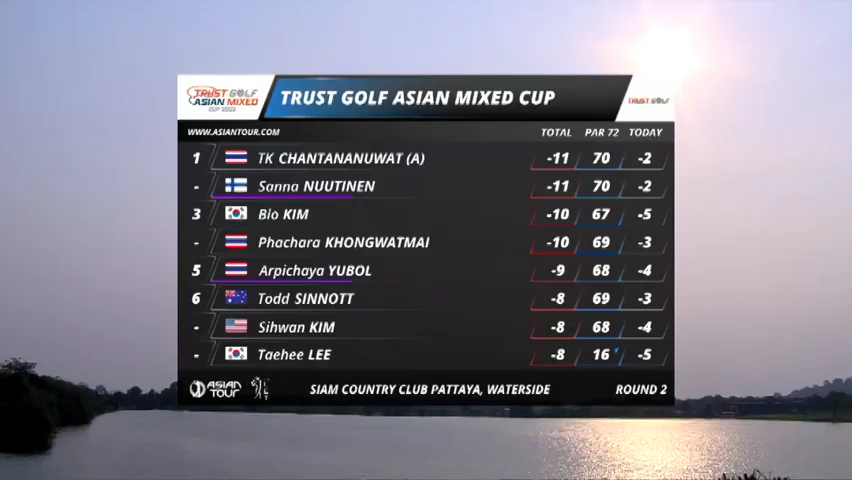 TRUST GOLF
ASIAN MIXED
CUP 2022
TRUST GOLF ASIAN MIXED CUP
TRUST GOLF
WWW.ASIANTOUR.COM TOTAL PAR 72 TODAY
1 TK CHANTANANUWAT (A) -11 70 -2
- Sanna NUUTINEN -11 70 -2
3 Bio KIM -10 67 -5
- Phachara KHONGWATMAI -10 69 -3
5 Arpichaya YUBOL -9 68 -4
6 Todd SINNOTT -8 69 -3
- Sihwan KIM -8 68 -4
- Taehee LEE -8 16 -5
ASIAN TOUR SIAM COUNTRY CLUB PATTAYA, WATERSIDE ROUND 2